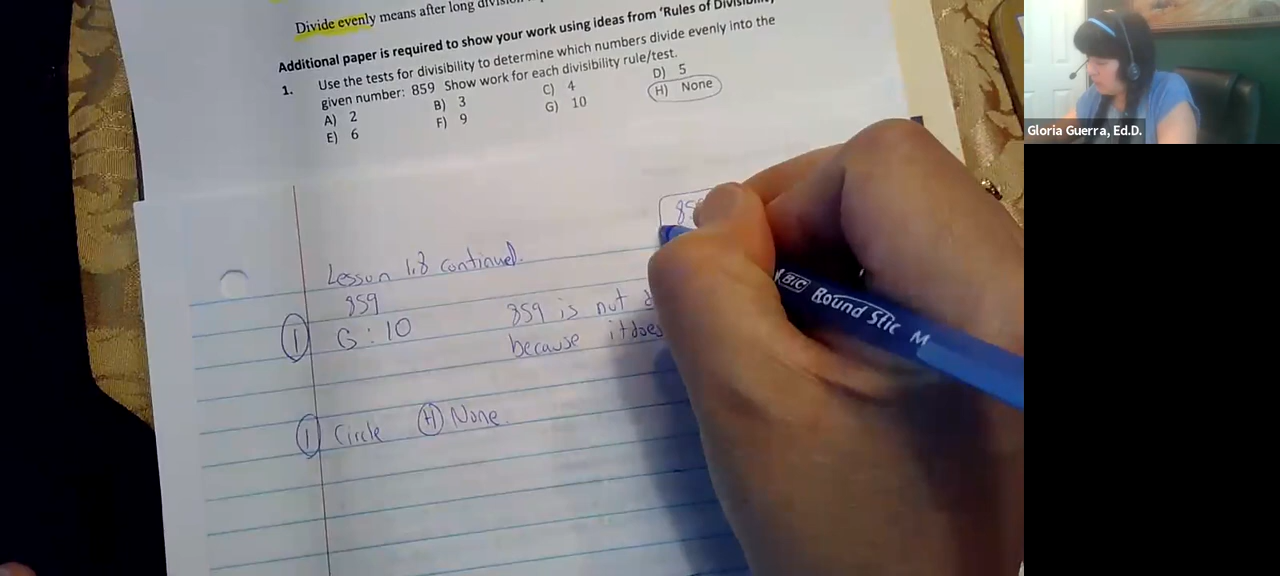 Divide evenly means after long
Additional paper is required to show your work using ideas from 'Rules of
1. Use the tests for divisibility to determine which numbers divide evenly into the
given number: 859 Show work for each divisibility rule/test.
A) 2 B) 3 C) 4 D) 5
E) 6 F) 9 G) 10 H) None
Lesson 1.8 continued.
859
1 G : 10 859 is not
because it does
1 Circle H None.
BIC Round Stic M
Gloria Guerra, Ed.D.